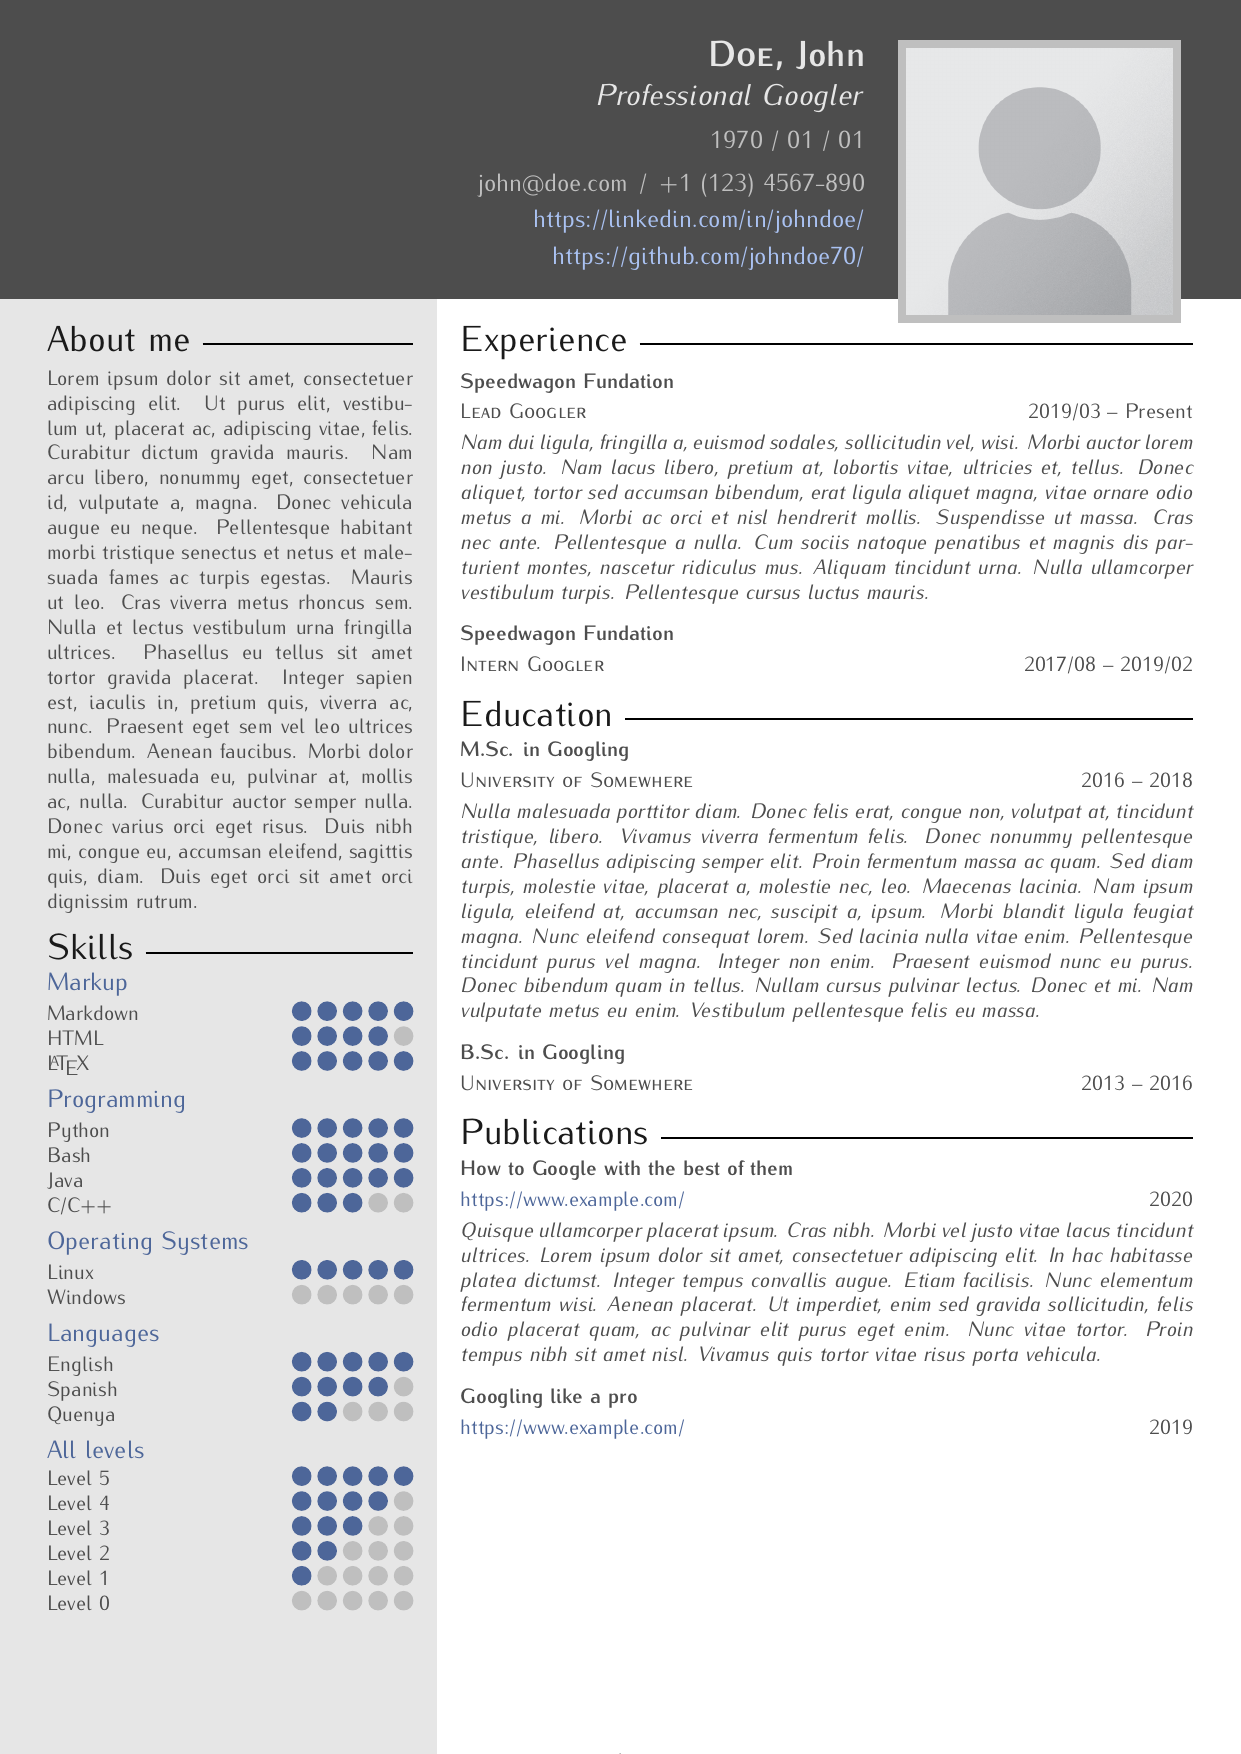 Doe, John
Professional Googler
1970 / 01 / 01
john@doe.com / +1 (123) 4567-890
https://linkedin.com/in/johndoe/
https://github.com/johndoe70/
About me
Lorem ipsum dolor sit amet, consectetuer
adipiscing elit. Ut purus elit, vestibu-
lum ut, placerat ac, adipiscing vitae, felis.
Curabitur dictum gravida mauris. Nam
arcu libero, nonummy eget, consectetuer
id, vulputate a, magna. Donec vehicula
augue eu neque. Pellentesque habitant
morbi tristique senectus et netus et male-
suada fames ac turpis egestas. Mauris
ut leo. Cras viverra metus rhoncus sem.
Nulla et lectus vestibulum urna fringilla
ultrices. Phasellus eu tellus sit amet
tortor gravida placerat. Integer sapien
est, iaculis in, pretium quis, viverra ac,
nunc. Praesent eget sem vel leo ultrices
bibendum. Aenean faucibus. Morbi dolor
nulla, malesuada eu, pulvinar at, mollis
ac, nulla. Curabitur auctor semper nulla.
Donec varius orci eget risus. Duis nibh
mi, congue eu, accumsan eleifend, sagittis
quis, diam. Duis eget orci sit amet orci
dignissim rutrum.
Skills
Markup
Markdown
HTML
LATEX
Programming
Python
Bash
Java
C/C++
Operating Systems
Linux
Windows
Languages
English
Spanish
Quenya
All levels
Level 5
Level 4
Level 3
Level 2
Level 1
Level 0
Experience
Speedwagon Fundation
Lead Googler 2019/03 – Present
Nam dui ligula, fringilla a, euismod sodales, sollicitudin vel, wisi. Morbi auctor lorem
non justo. Nam lacus libero, pretium at, lobortis vitae, ultricies et, tellus. Donec
aliquet, tortor sed accumsan bibendum, erat ligula aliquet magna, vitae ornare odio
metus a mi. Morbi ac orci et nisl hendrerit mollis. Suspendisse ut massa. Cras
nec ante. Pellentesque a nulla. Cum sociis natoque penatibus et magnis dis par-
turient montes, nascetur ridiculus mus. Aliquam tincidunt urna. Nulla ullamcorper
vestibulum turpis. Pellentesque cursus luctus mauris.
Speedwagon Fundation
Intern Googler 2017/08 – 2019/02
Education
M.Sc. in Googling
University of Somewhere 2016 – 2018
Nulla malesuada porttitor diam. Donec felis erat, congue non, volutpat at, tincidunt
tristique, libero. Vivamus viverra fermentum felis. Donec nonummy pellentesque
ante. Phasellus adipiscing semper elit. Proin fermentum massa ac quam. Sed diam
turpis, molestie vitae, placerat a, molestie nec, leo. Maecenas lacinia. Nam ipsum
ligula, eleifend at, accumsan nec, suscipit a, ipsum. Morbi blandit ligula feugiat
magna. Nunc eleifend consequat lorem. Sed lacinia nulla vitae enim. Pellentesque
tincidunt purus vel magna. Integer non enim. Praesent euismod nunc eu purus.
Donec bibendum quam in tellus. Nullam cursus pulvinar lectus. Donec et mi. Nam
vulputate metus eu enim. Vestibulum pellentesque felis eu massa.
B.Sc. in Googling
University of Somewhere 2013 – 2016
Publications
How to Google with the best of them
https://www.example.com/ 2020
Quisque ullamcorper placerat ipsum. Cras nibh. Morbi vel justo vitae lacus tincidunt
ultrices. Lorem ipsum dolor sit amet, consectetuer adipiscing elit. In hac habitasse
platea dictumst. Integer tempus convallis augue. Etiam facilisis. Nunc elementum
fermentum wisi. Aenean placerat. Ut imperdiet, enim sed gravida sollicitudin, felis
odio placerat quam, ac pulvinar elit purus eget enim. Nunc vitae tortor. Proin
tempus nibh sit amet nisl. Vivamus quis tortor vitae risus porta vehicula.
Googling like a pro
https://www.example.com/ 2019